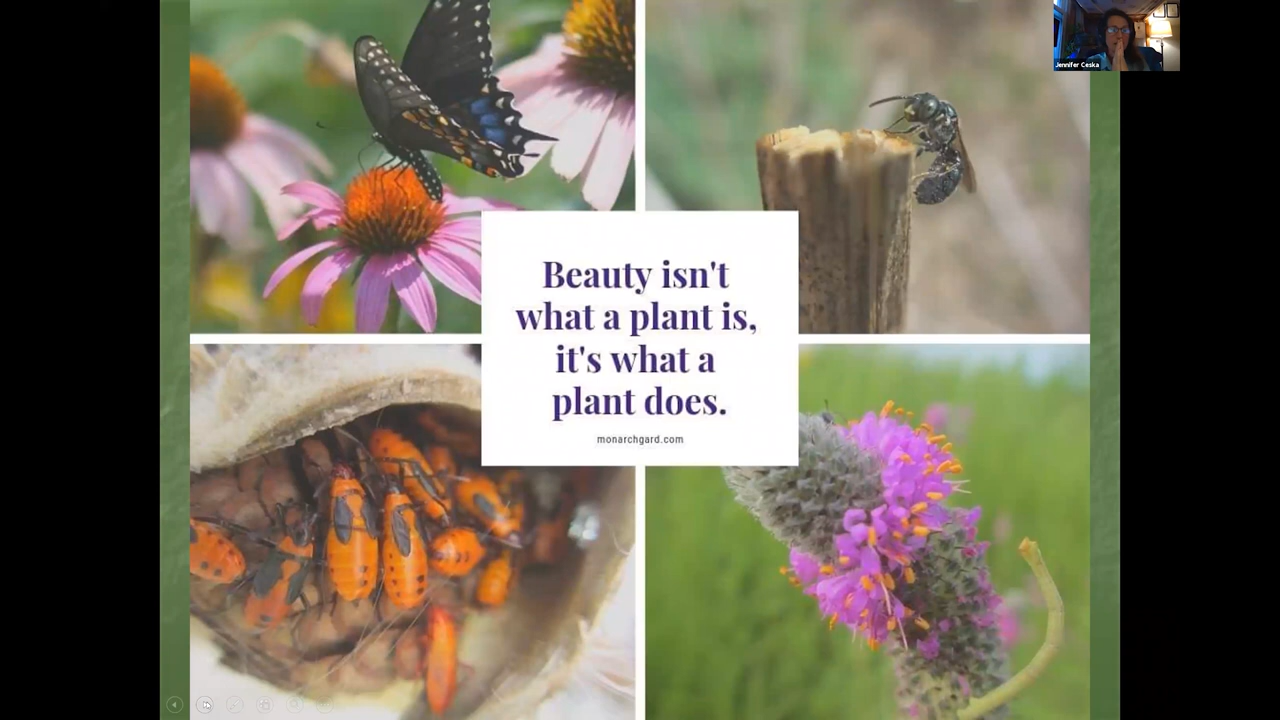 Jennifer Ceska
Beauty isn't
what a plant is,
it's what a
plant does.
monarchgard.com